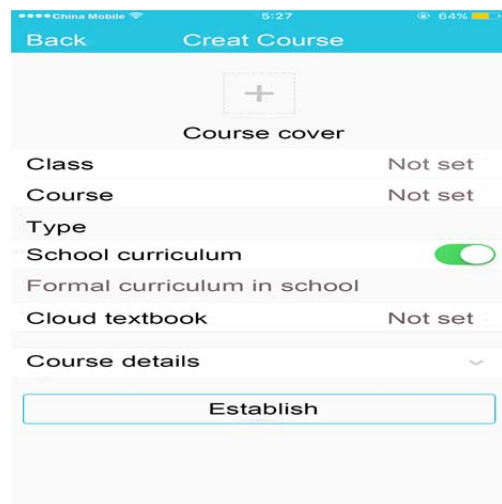 China Mobile 5:27 64%
Back Creat Course
Course cover
Class Not set
Course Not set
Type
School curriculum
Formal curriculum in school
Cloud textbook Not set
Course details
Establish